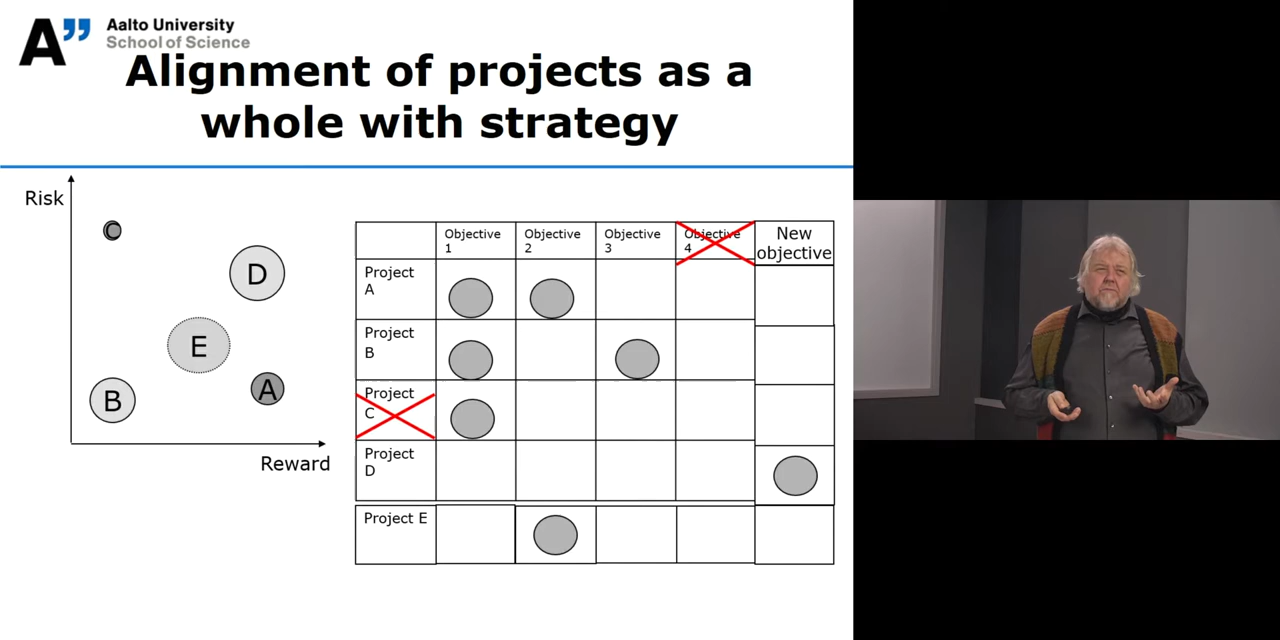 A”
Aalto University
School of Science
Alignment of projects as a
whole with strategy
Risk
C
D
E
B
A
Reward
Objective
1
Objective
2
Objective
3
Objective
4
New
objective
Project
A
Project
B
Project
C
Project
D
Project E